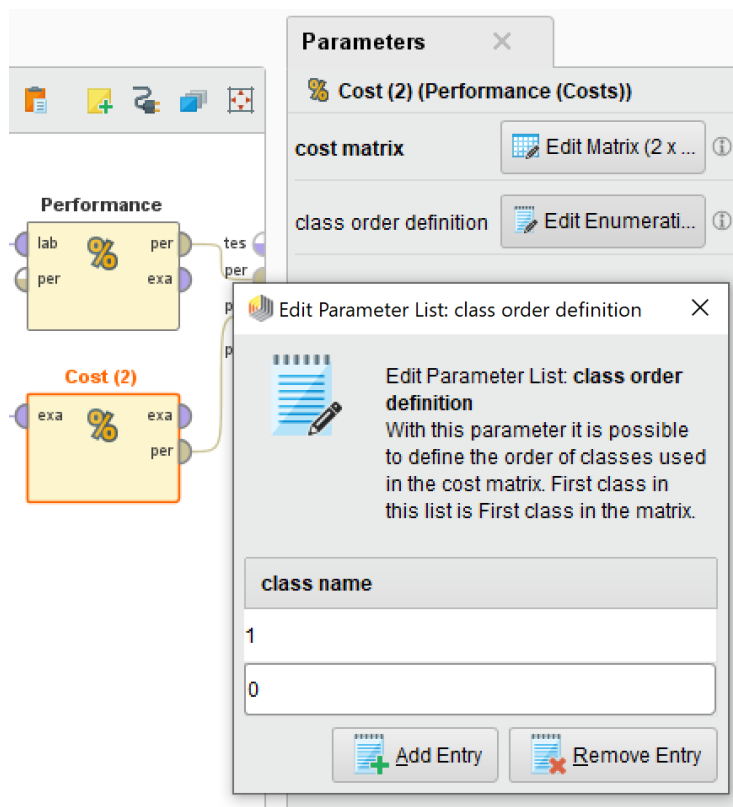 Parameters
Cost (2) (Performance (Costs))
cost matrix
Edit Matrix (2 x ...
class order definition
Edit Enumerati...
Performance
lab
per
per
exa
tes
per
p
p
Cost (2)
exa
exa
per
Edit Parameter List: class order definition
Edit Parameter List: class order
definition
With this parameter it is possible
to define the order of classes used
in the cost matrix. First class in
this list is First class in the matrix.
class name
1
0
Add Entry
Remove Entry